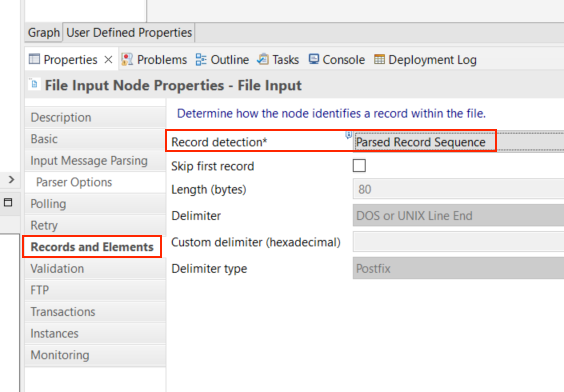 Graph User Defined Properties
Properties Problems Outline Tasks Console Deployment Log
File Input Node Properties - File Input
Description
Determine how the node identifies a record within the file.
Basic
Record detection* Parsed Record Sequence
Input Message Parsing
Skip first record
Parser Options
Length (bytes) 80
Polling
Delimiter DOS or UNIX Line End
Retry
Records and Elements
Custom delimiter (hexadecimal)
Validation
Delimiter type Postfix
FTP
Transactions
Instances
Monitoring